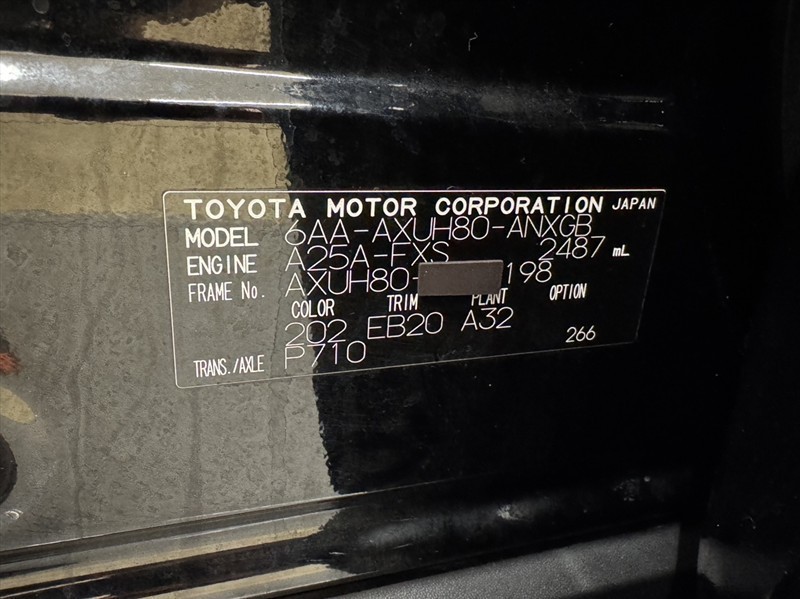 TOYOTA MOTOR CORPORATION JAPAN
MODEL 6AA-AXUH80-ANXGB
ENGINE A25A-FXS 2487 mL
FRAME No. AXUH80- 198
COLOR TRIM PLANT OPTION
202 EB20 A32
266
TRANS./AXLE P710